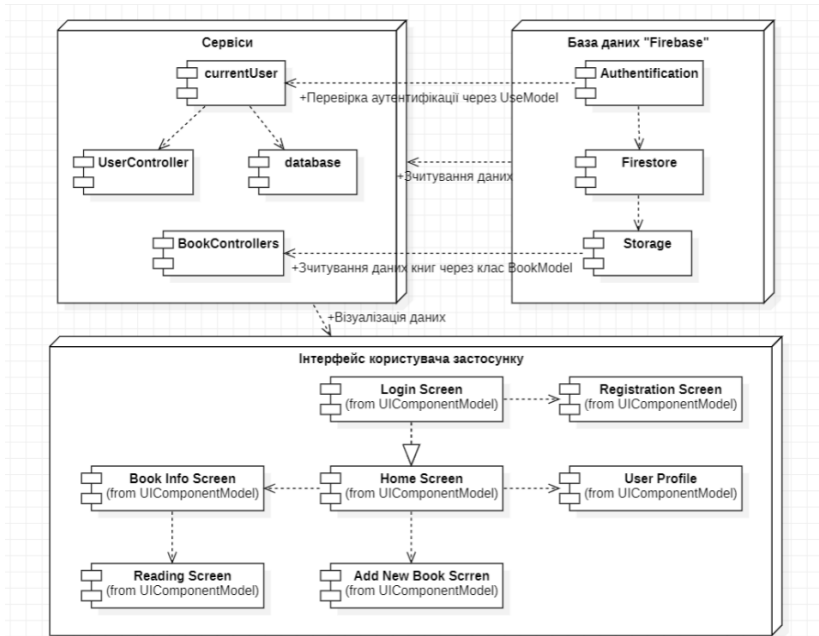 Сервіси
База даних "Firebase"
currentUser
Authentification
+Перевірка аутентифікації через UseModel
UserController
database
Firestore
+Зчитування даних
BookControllers
Storage
+Зчитування даних книг через клас BookModel
+Візуалізація даних
Інтерфейс користувача застосунку
Login Screen
(from UIComponentModel)
Registration Screen
(from UIComponentModel)
Book Info Screen
(from UIComponentModel)
Home Screen
(from UIComponentModel)
User Profile
(from UIComponentModel)
Reading Screen
(from UIComponentModel)
Add New Book Scrren
(from UIComponentModel)